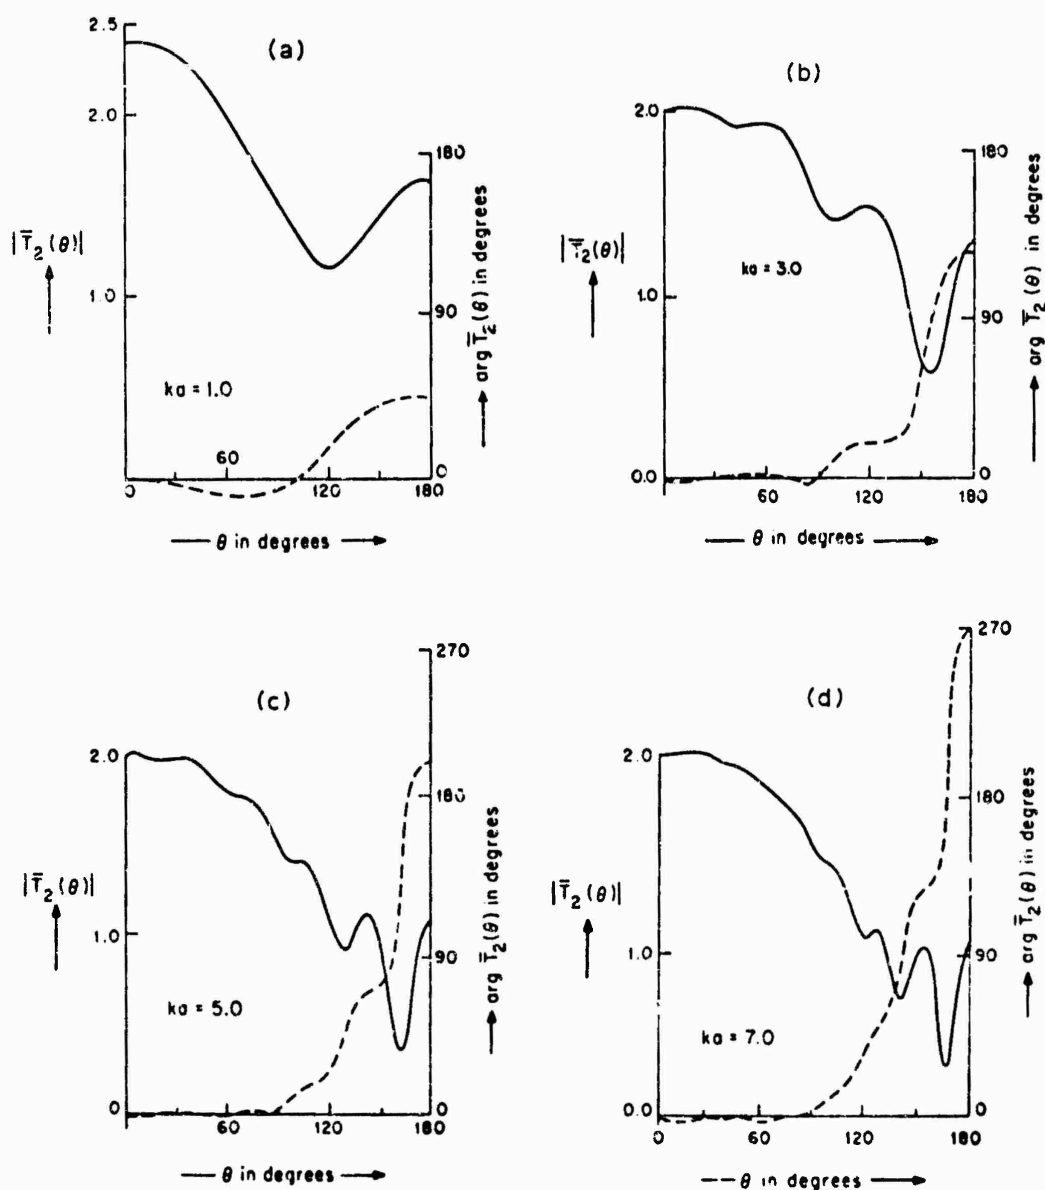 (a)
2.5
2.0
1.0
|T̅₂(θ)|
ka = 1.0
180
90
0
arg T̅₂(θ) in degrees
0
60
120
180
θ in degrees
(b)
2.0
1.0
0.0
|T̅₂(θ)|
ka = 3.0
180
90
0
arg T̅₂(θ) in degrees
60
120
180
θ in degrees
(c)
2.0
1.0
0
|T̅₂(θ)|
ka = 5.0
270
180
90
0
arg T̅₂(θ) in degrees
60
120
180
θ in degrees
(d)
2.0
1.0
0.0
|T̅₂(θ)|
ka = 7.0
270
180
90
0
arg T̅₂(θ) in degrees
0
60
120
180
θ in degrees